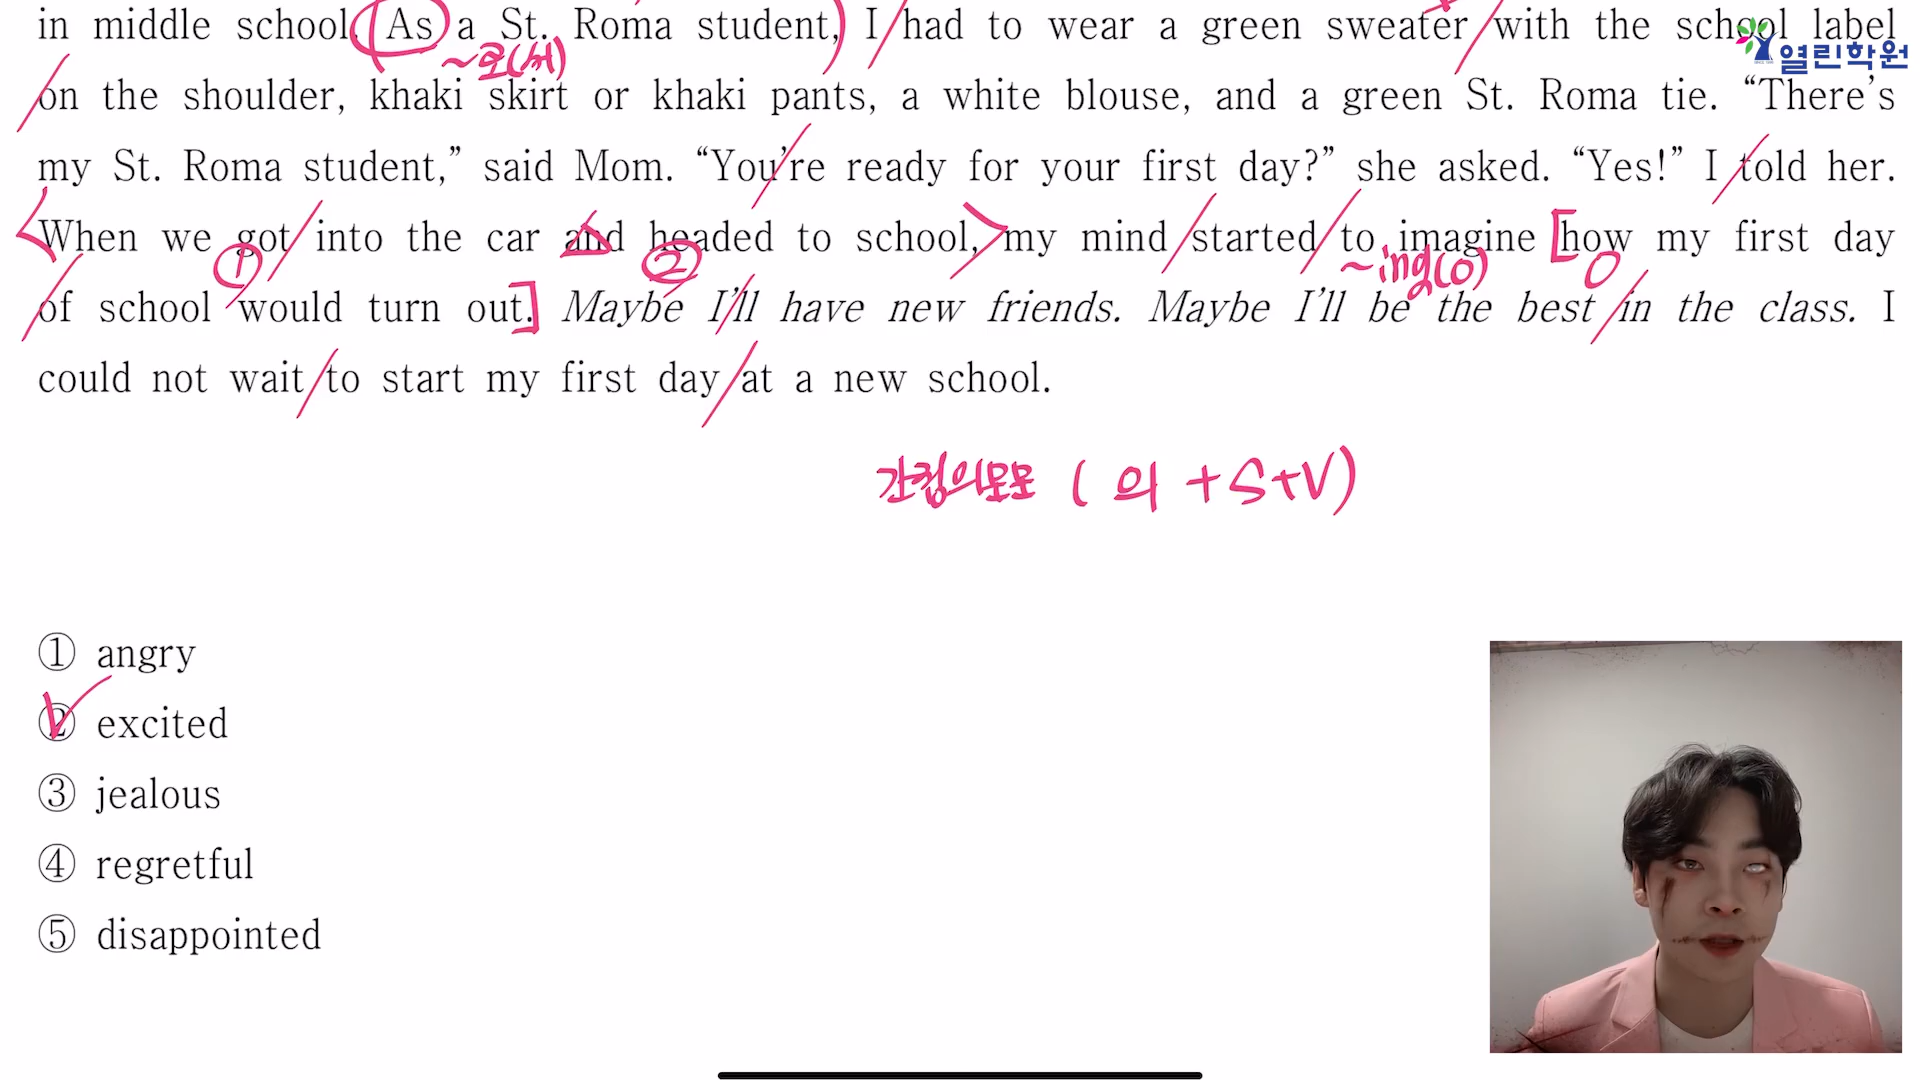 in middle school. As a St. Roma student, I had to wear a green sweater with the school label
~로(써)
열린학원
on the shoulder, khaki skirt or khaki pants, a white blouse, and a green St. Roma tie. “There’s
my St. Roma student,” said Mom. “You’re ready for your first day?” she asked. “Yes!” I told her.
When we got into the car and headed to school, my mind started to imagine how my first day
① ② ~ing(O) O
of school would turn out. Maybe I’ll have new friends. Maybe I’ll be the best in the class. I
could not wait to start my first day at a new school.
간접의문문 ( 의 + S+V)
① angry
② excited
③ jealous
④ regretful
⑤ disappointed